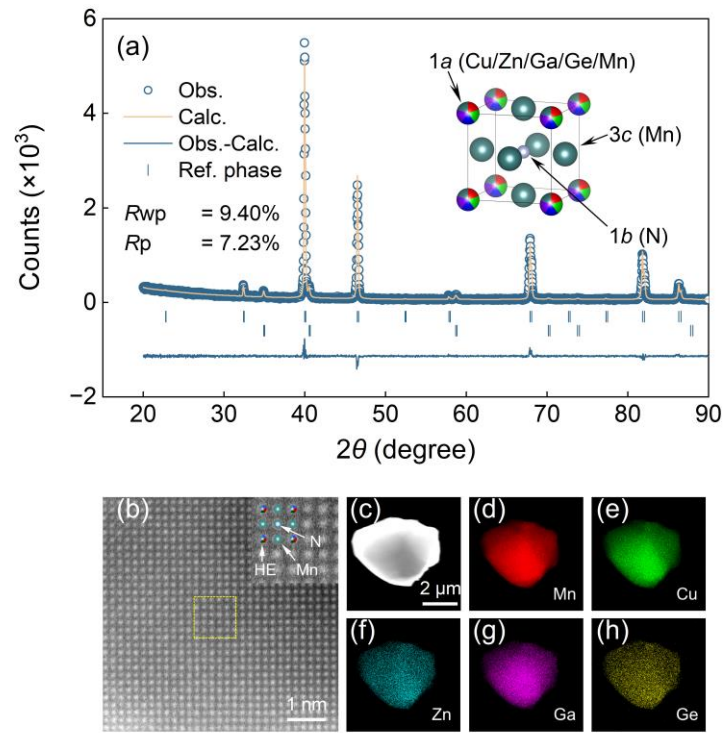 (a)
1a (Cu/Zn/Ga/Ge/Mn)
3c (Mn)
1b (N)
Obs.
Calc.
Obs.-Calc.
Ref. phase
Rwp = 9.40%
Rp = 7.23%
Counts (×10³)
6
4
2
0
−2
20 30 40 50 60 70 80 90
2θ (degree)
(b)
N
HE Mn
1 nm
(c)
2 μm
(d)
Mn
(e)
Cu
(f)
Zn
(g)
Ga
(h)
Ge